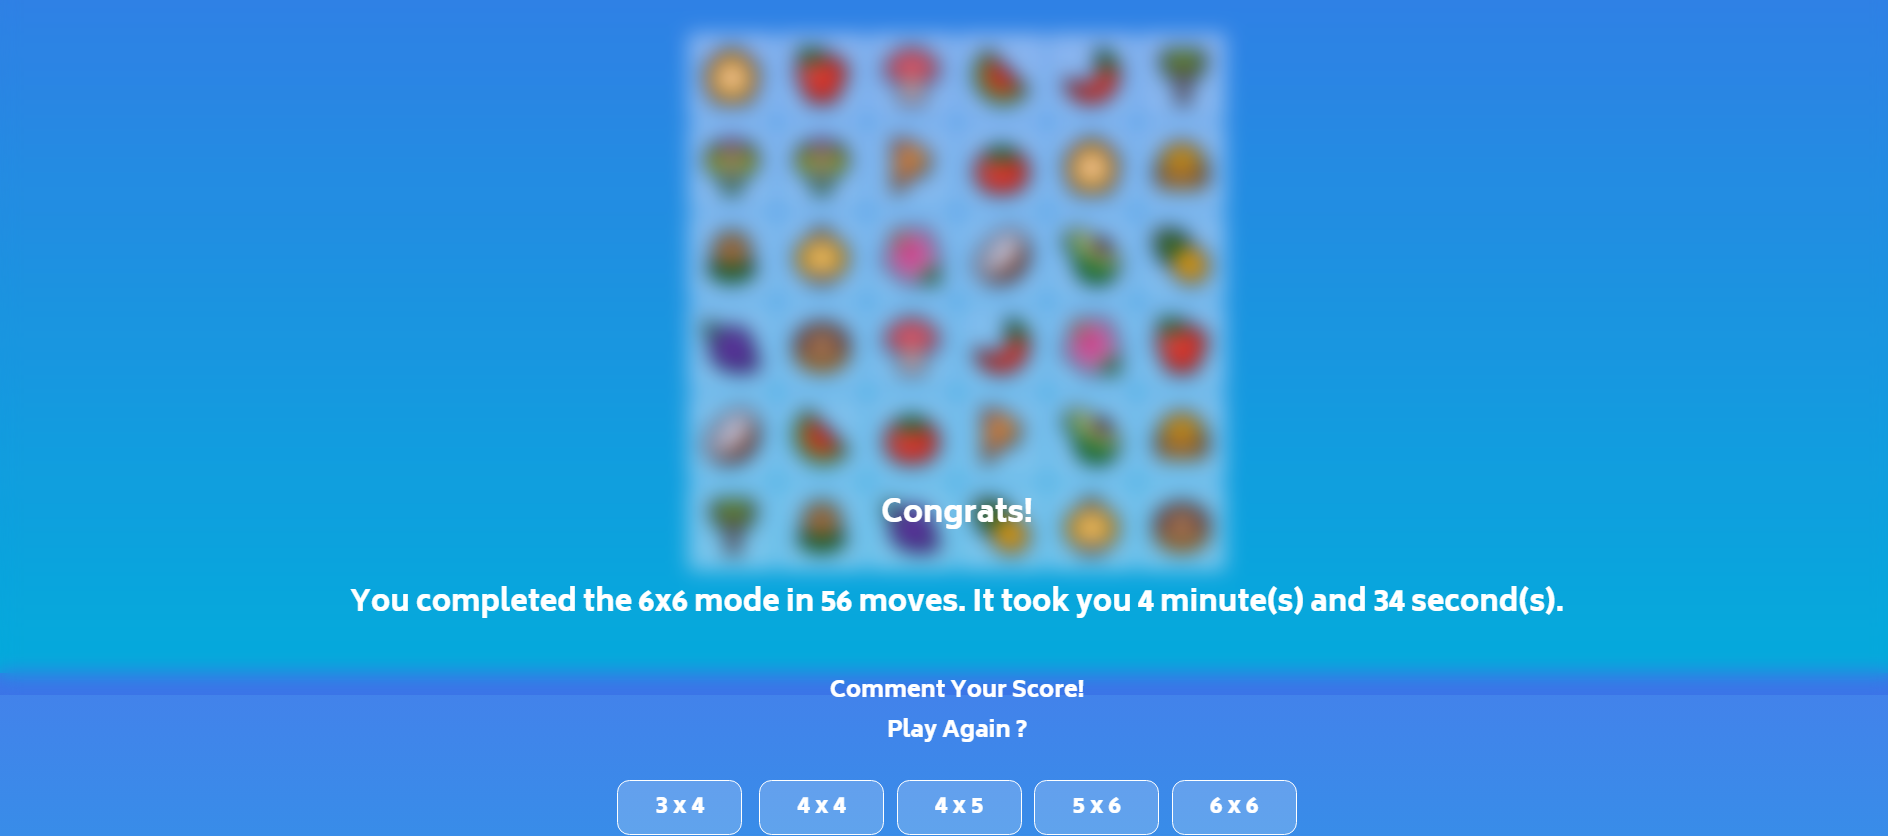 Congrats!
You completed the 6x6 mode in 56 moves. It took you 4 minute(s) and 34 second(s).
Comment Your Score!
Play Again ?
3 x 4
4 x 4
4 x 5
5 x 6
6 x 6